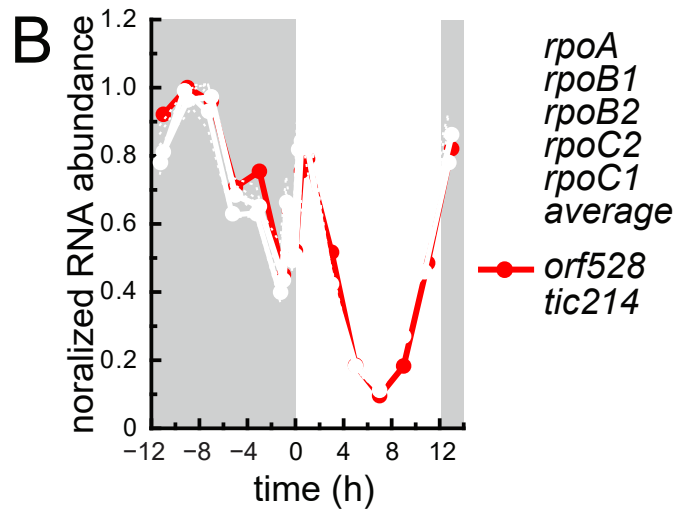 B
noralized RNA abundance
1.2
1.0
0.8
0.6
0.4
0.2
0
−12
−8
−4
0
4
8
12
time (h)
rpoA
rpoB1
rpoB2
rpoC2
rpoC1
average
orf528
tic214